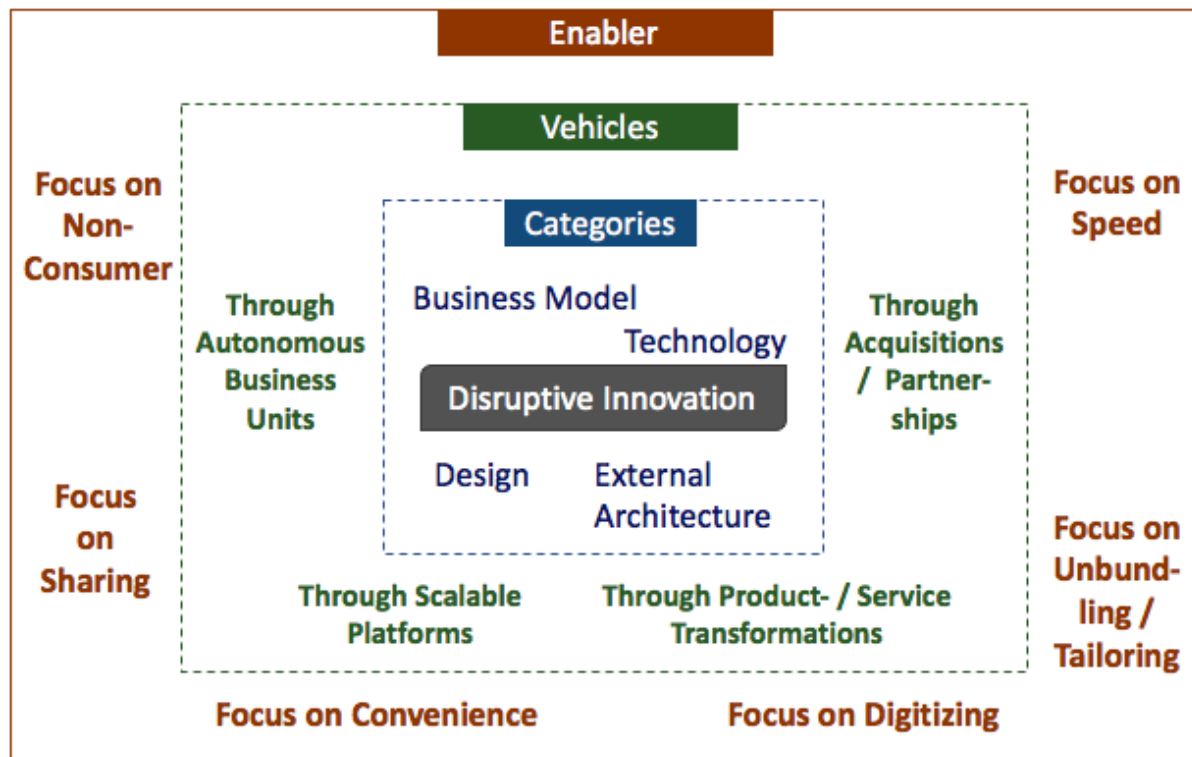 Enabler
Vehicles
Categories
Focus on
Non-
Consumer
Focus on
Speed
Business Model
Technology
Through
Autonomous
Business
Units
Through
Acquisitions
/ Partner-
ships
Disruptive Innovation
Design
External
Architecture
Focus
on
Sharing
Focus on
Unbund-
ling /
Tailoring
Through Scalable
Platforms
Through Product- / Service
Transformations
Focus on Convenience
Focus on Digitizing